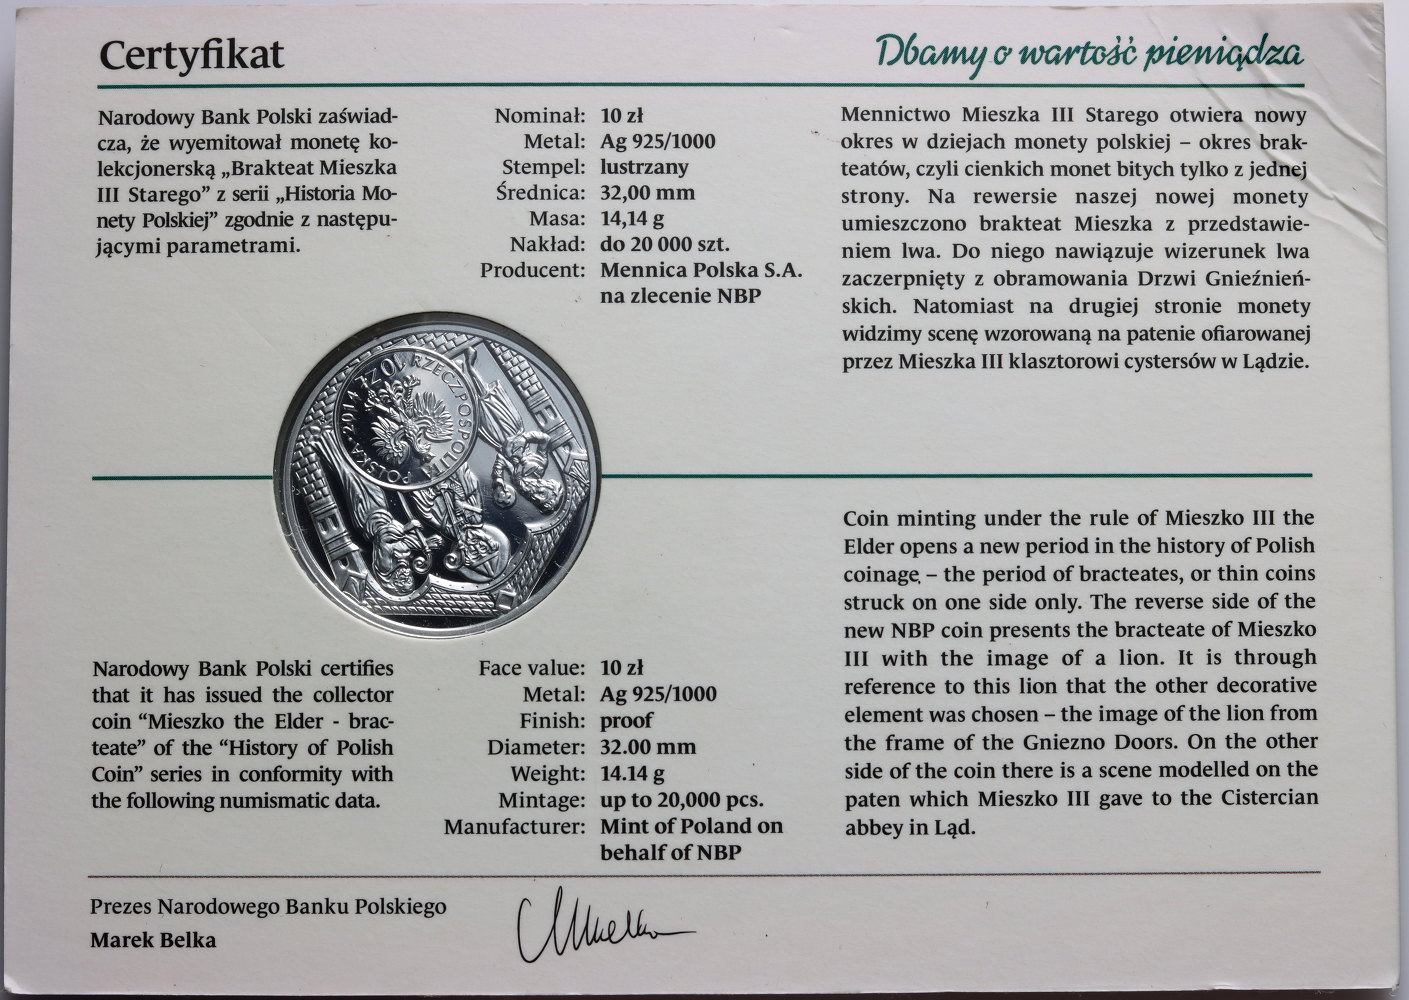 Certyfikat
Dbamy o wartość pieniądza
Narodowy Bank Polski zaświad-
cza, że wyemitował monetę ko-
lekcjonerską „Brakteat Mieszka
III Starego” z serii „Historia Mo-
nety Polskiej” zgodnie z następu-
jącymi parametrami.
Nominał: 10 zł
Metal: Ag 925/1000
Stempel: lustrzany
Średnica: 32,00 mm
Masa: 14,14 g
Nakład: do 20 000 szt.
Producent: Mennica Polska S.A.
na zlecenie NBP
Mennictwo Mieszka III Starego otwiera nowy
okres w dziejach monety polskiej – okres brak-
teatów, czyli cienkich monet bitych tylko z jednej
strony. Na rewersie naszej nowej monety
umieszczono brakteat Mieszka z przedstawie-
niem lwa. Do niego nawiązuje wizerunek lwa
zaczerpnięty z obramowania Drzwi Gnieźnień-
skich. Natomiast na drugiej stronie monety
widzimy scenę wzorowaną na patenie ofiarowanej
przez Mieszka III klasztorowi cystersów w Lądzie.
RZECZPOSPOLITA POLSKA·2014
10 ZŁ
Narodowy Bank Polski certifies
that it has issued the collector
coin “Mieszko the Elder - brac-
teate” of the “History of Polish
Coin” series in conformity with
the following numismatic data.
Face value: 10 zł
Metal: Ag 925/1000
Finish: proof
Diameter: 32.00 mm
Weight: 14.14 g
Mintage: up to 20,000 pcs.
Manufacturer: Mint of Poland on
behalf of NBP
Coin minting under the rule of Mieszko III the
Elder opens a new period in the history of Polish
coinage – the period of bracteates, or thin coins
struck on one side only. The reverse side of the
new NBP coin presents the bracteate of Mieszko
III with the image of a lion. It is through
reference to this lion that the other decorative
element was chosen – the image of the lion from
the frame of the Gniezno Doors. On the other
side of the coin there is a scene modelled on the
paten which Mieszko III gave to the Cistercian
abbey in Ląd.
Prezes Narodowego Banku Polskiego
Marek Belka